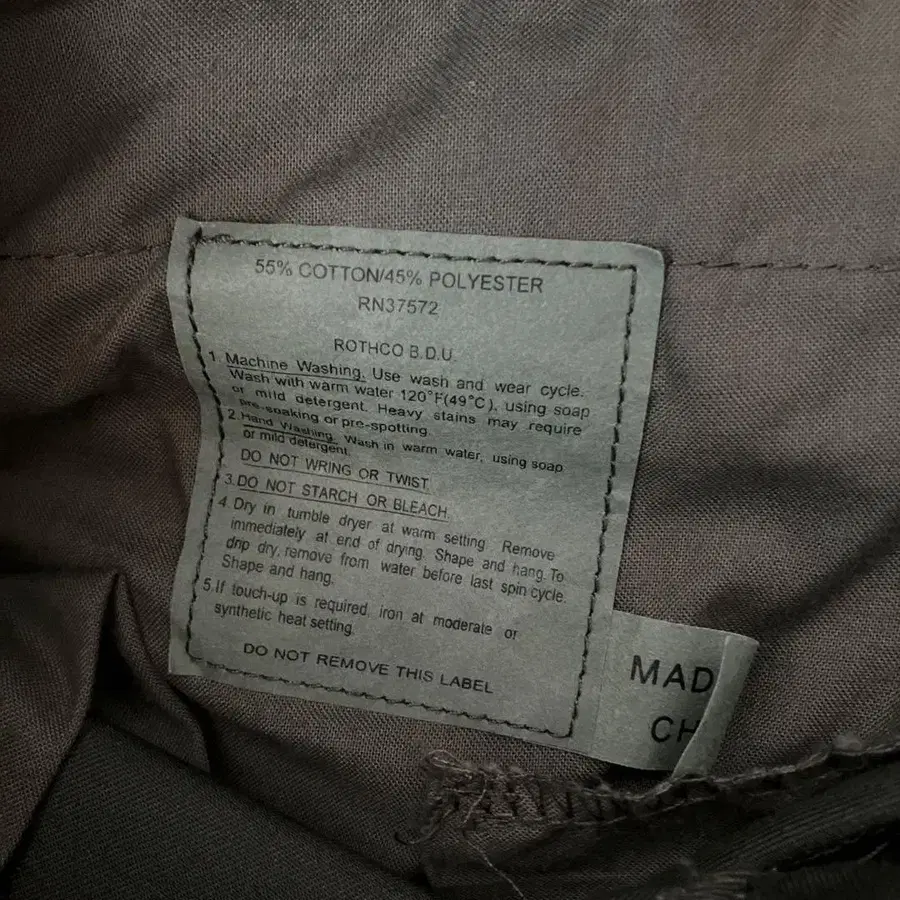 55% COTTON/45% POLYESTER
RN37572
ROTHCO B.D.U.
1. Machine Washing. Use wash and wear cycle.
Wash with warm water 120°F(49°C), using soap
or mild detergent. Heavy stains may require
pre-soaking or pre-spotting.
2. Hand Washing. Wash in warm water, using soap
or mild detergent.
DO NOT WRING OR TWIST
3. DO NOT STARCH OR BLEACH
4. Dry in tumble dryer at warm setting. Remove
immediately at end of drying. Shape and hang. To
drip dry, remove from water before last spin cycle.
Shape and hang.
5. If touch-up is required, iron at moderate or
synthetic heat setting.
DO NOT REMOVE THIS LABEL
MAD
CH